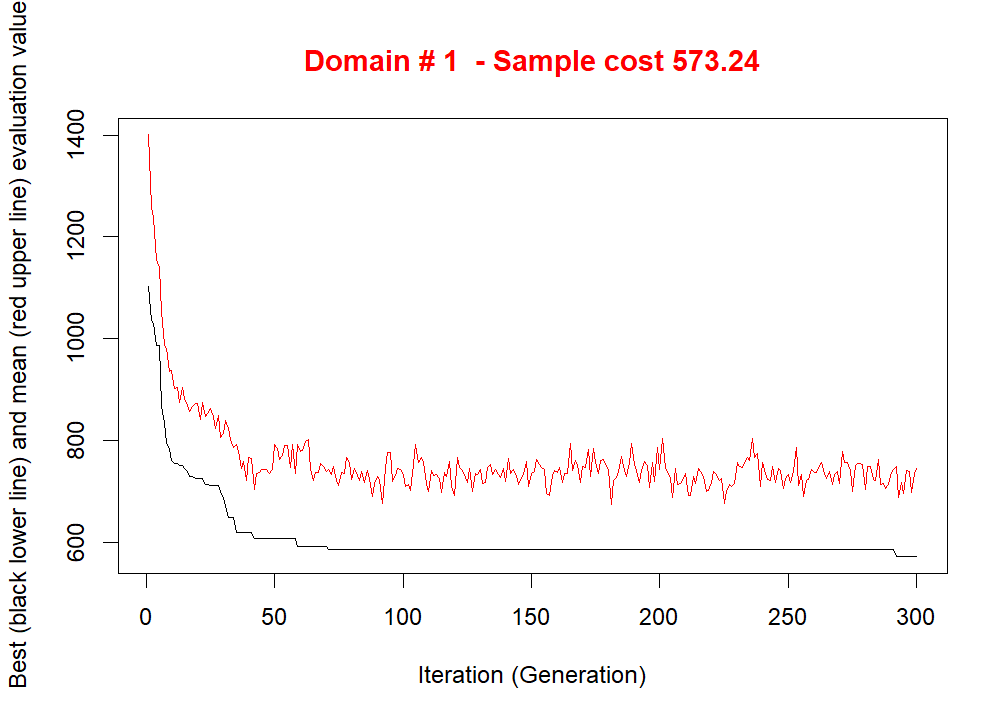 Domain # 1  - Sample cost 573.24
Best (black lower line) and mean (red upper line) evaluation value
1400
1200
1000
800
600
0 50 100 150 200 250 300
Iteration (Generation)